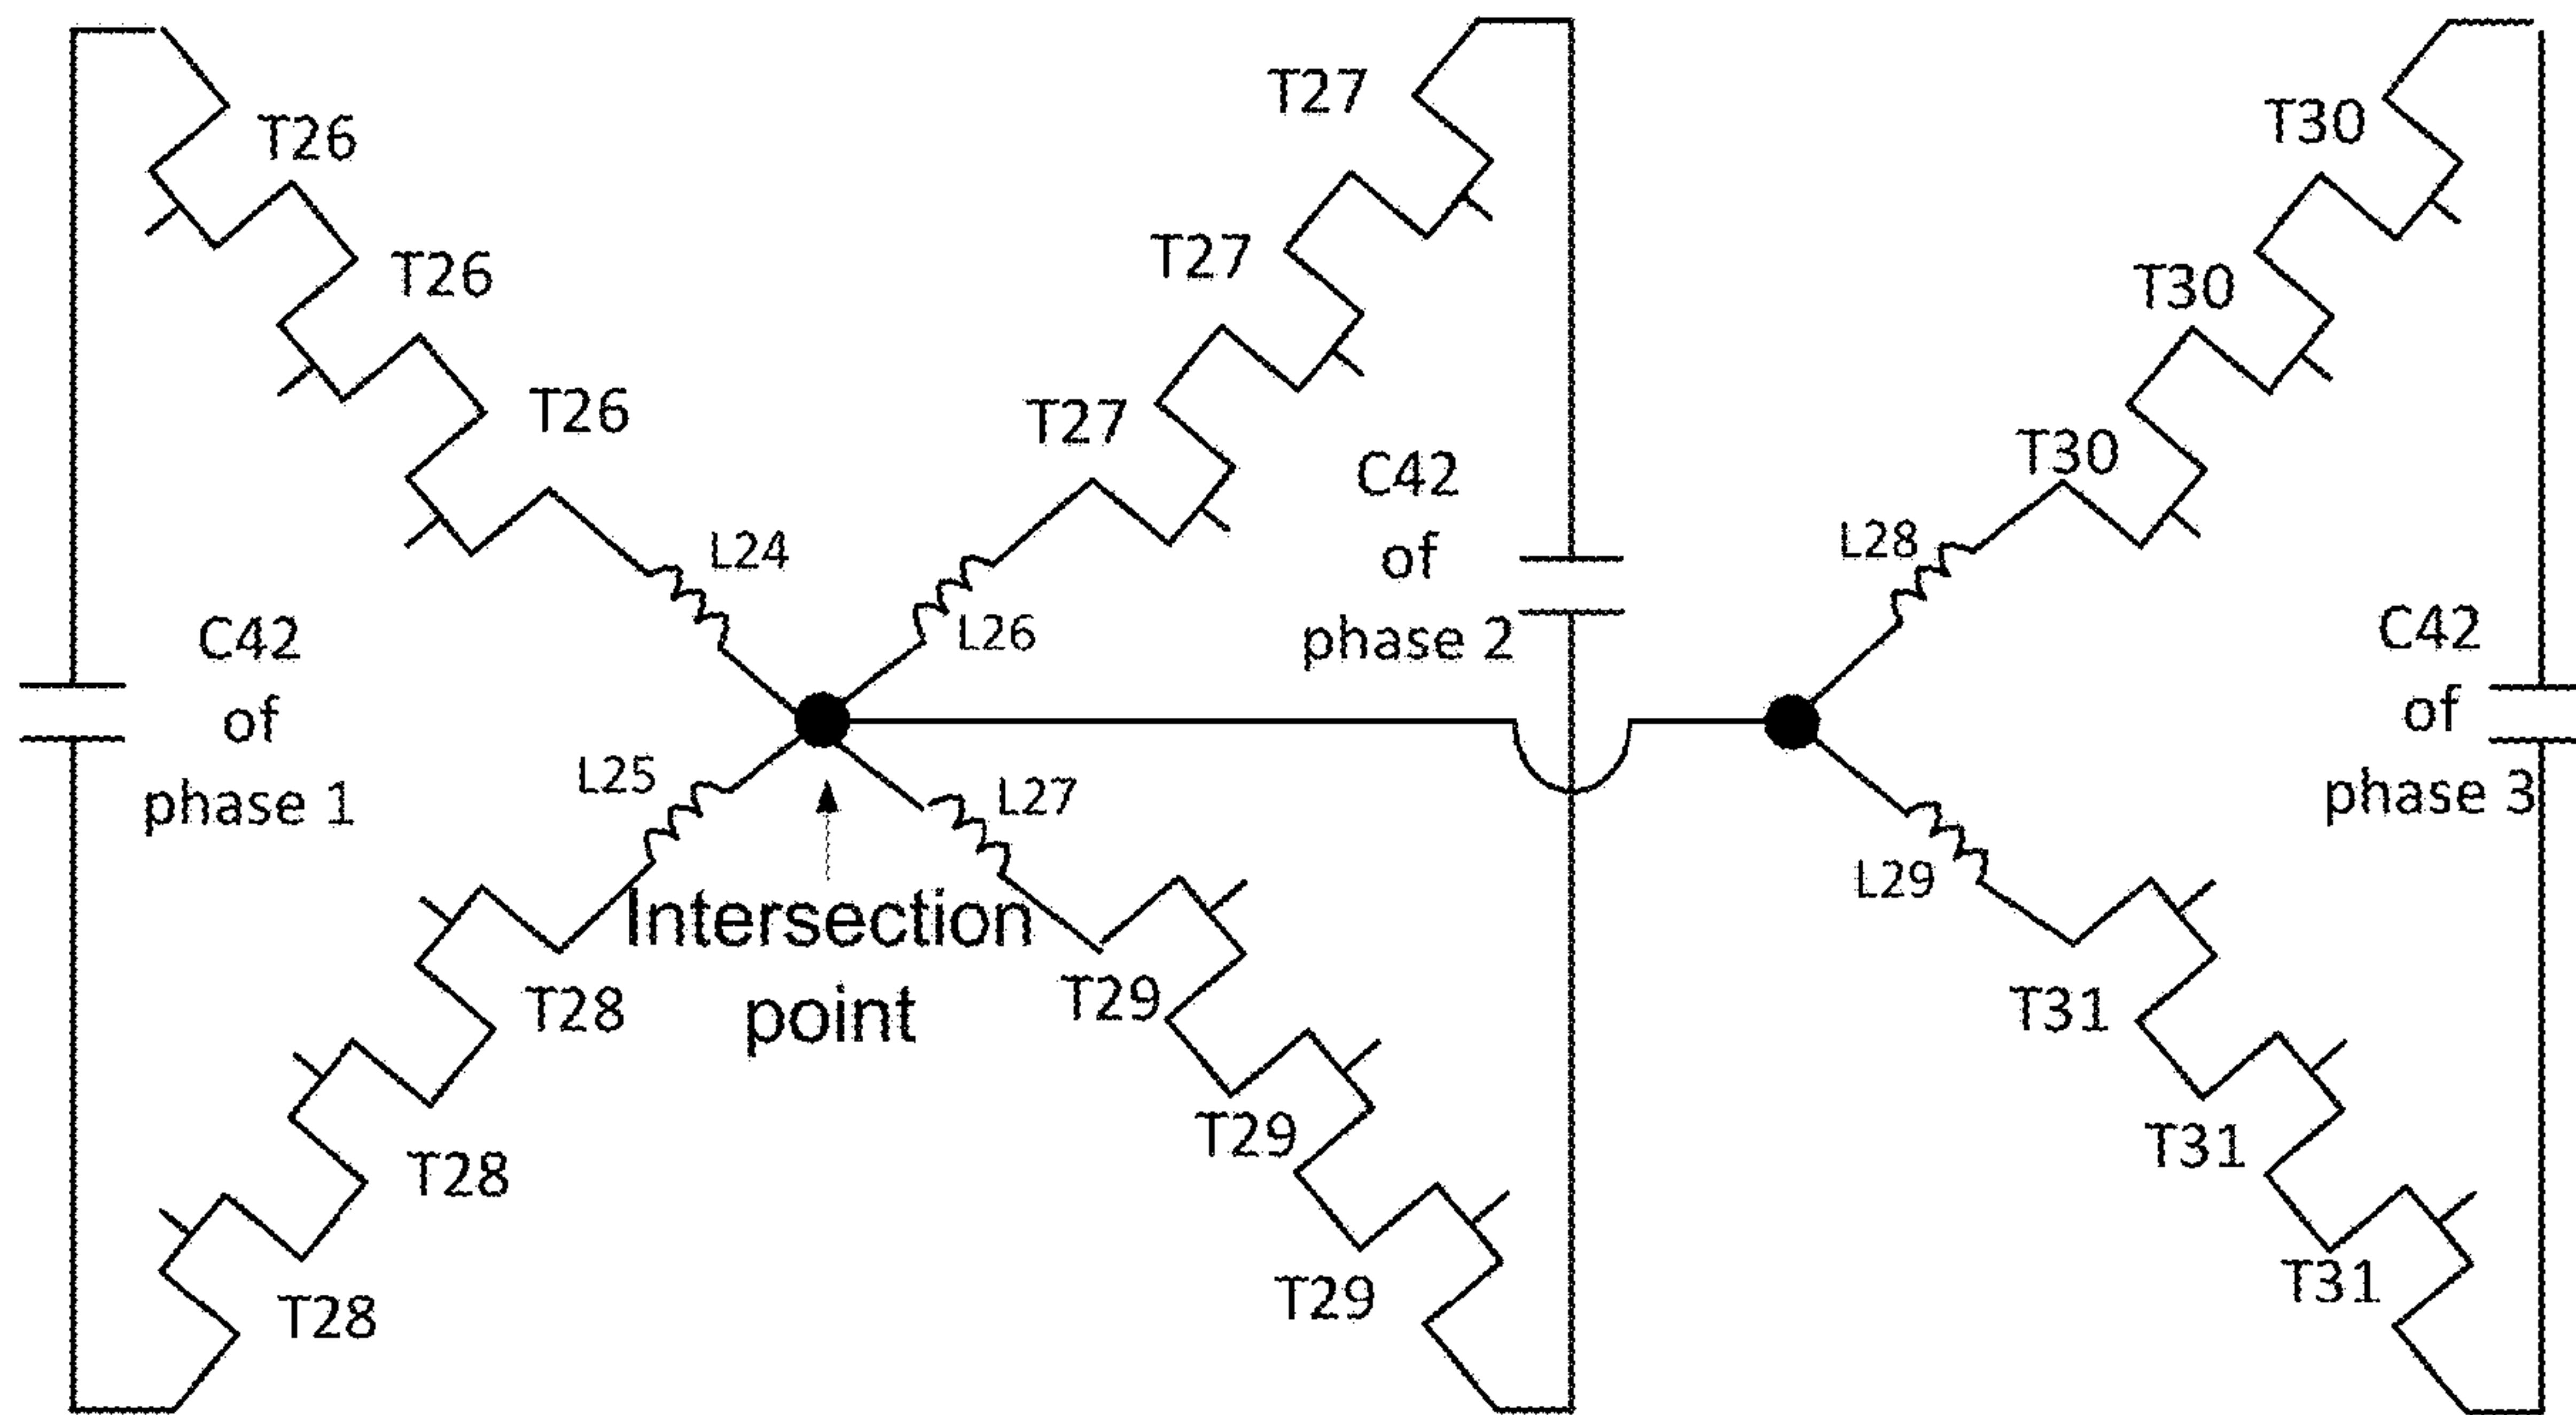 T27
T30
T26
T27
T30
T26
T26
T27
T30
C42
of
phase 2
L24
L26
L28
C42
of
phase 1
C42
of
phase 3
L25
L27
L29
Intersection
point
T28
T29
T31
T28
T29
T31
T28
T29
T31